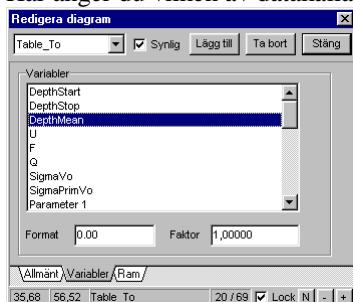 Redigera diagram
Table_To Synlig Lägg till Ta bort Stäng
Variabler
DepthStart
DepthStop
DepthMean
U
F
Q
SigmaVo
SigmaPrimVo
Parameter 1
Format 0.00 Faktor 1,00000
Allmänt Variabler Ram
35,68 56,52 Table_To 20 / 69 Lock N - +